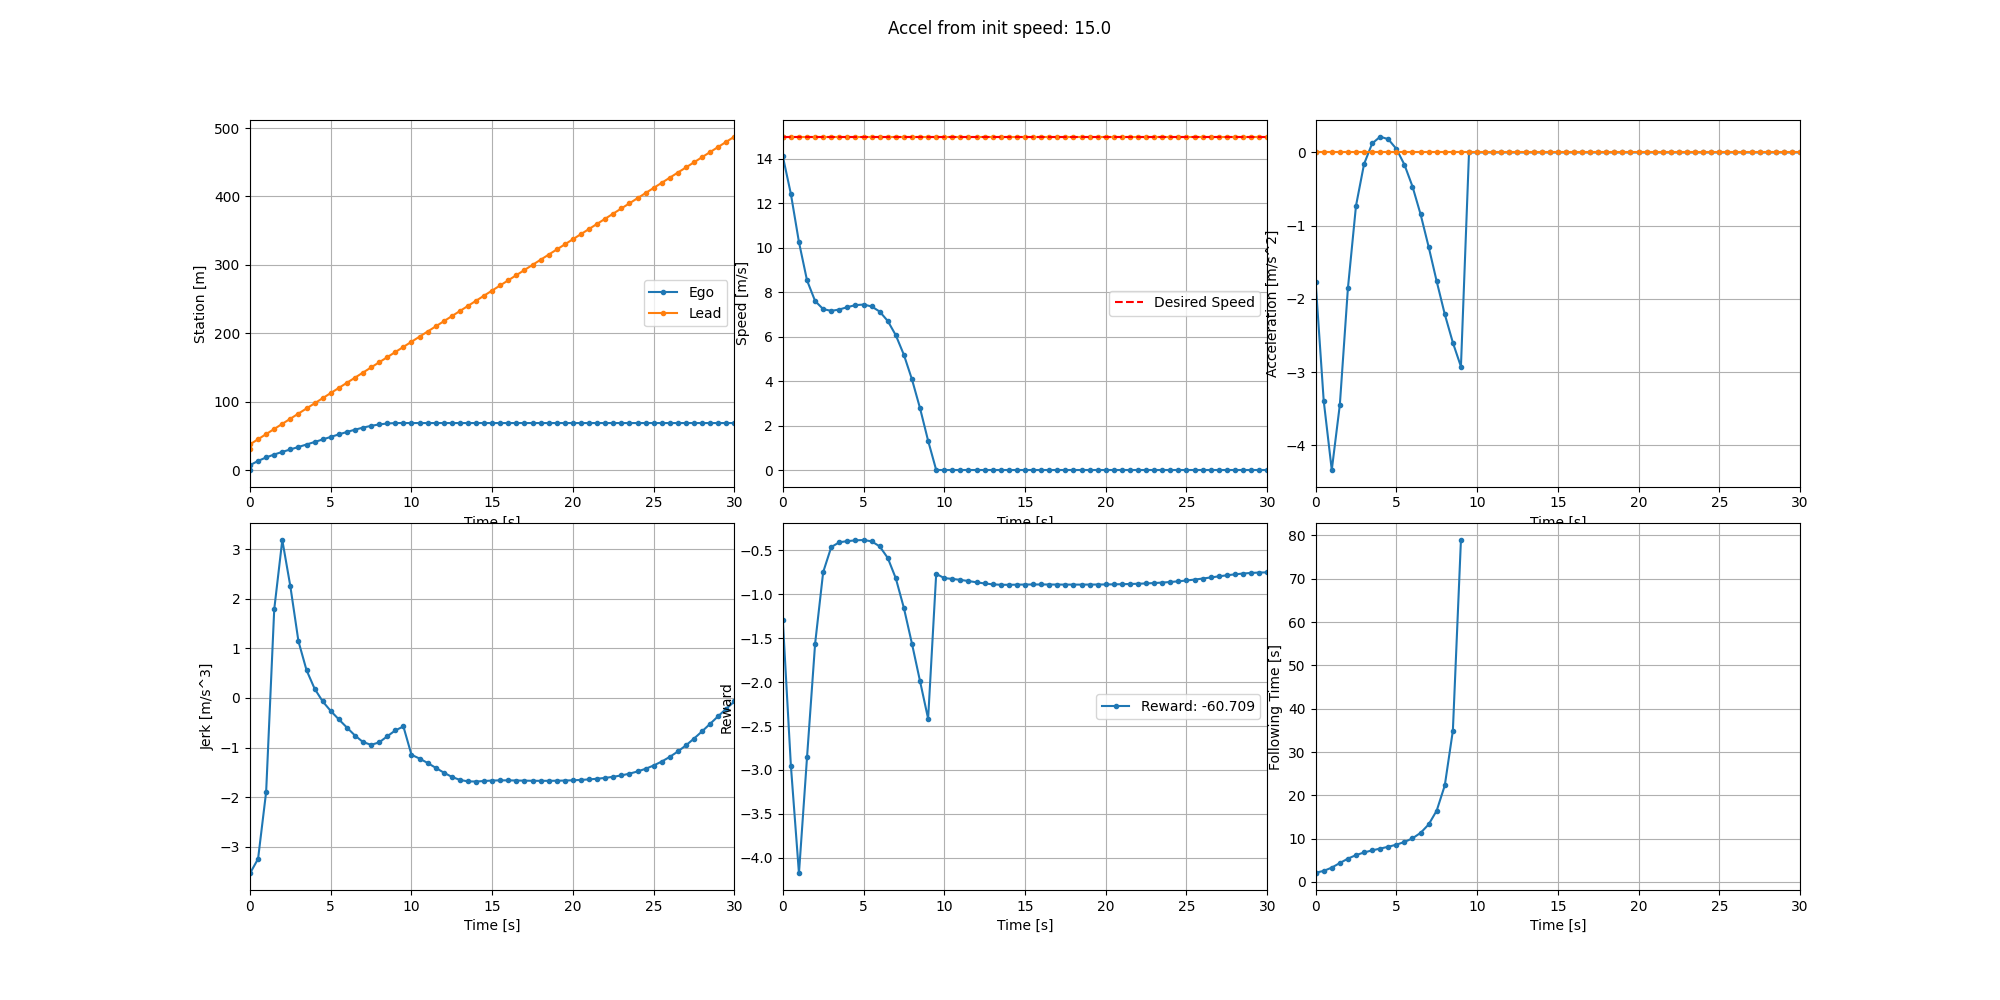 Accel from init speed: 15.0
500
400
300
200
100
0
Station [m]
Ego
Lead
0 5 10 15 20 25 30
Time [s]
14
12
10
8
6
4
2
0
Speed [m/s]
Desired Speed
0 5 10 15 20 25 30
Time [s]
0
−1
−2
−3
−4
Acceleration [m/s^2]
0 5 10 15 20 25 30
Time [s]
3
2
1
0
−1
−2
−3
Jerk [m/s^3]
0 5 10 15 20 25 30
Time [s]
−0.5
−1.0
−1.5
−2.0
−2.5
−3.0
−3.5
−4.0
Reward
Reward: -60.709
0 5 10 15 20 25 30
Time [s]
80
70
60
50
40
30
20
10
0
Following Time [s]
0 5 10 15 20 25 30
Time [s]